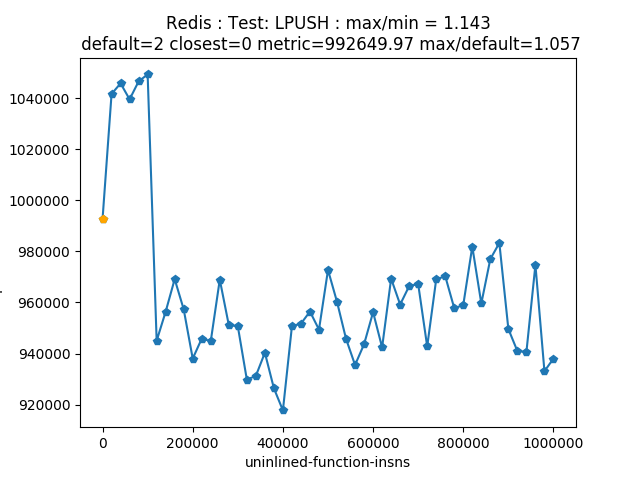 Redis : Test: LPUSH : max/min = 1.143
default=2 closest=0 metric=992649.97 max/default=1.057
1040000
1020000
1000000
980000
960000
940000
920000
0 200000 400000 600000 800000 1000000
uninlined-function-insns